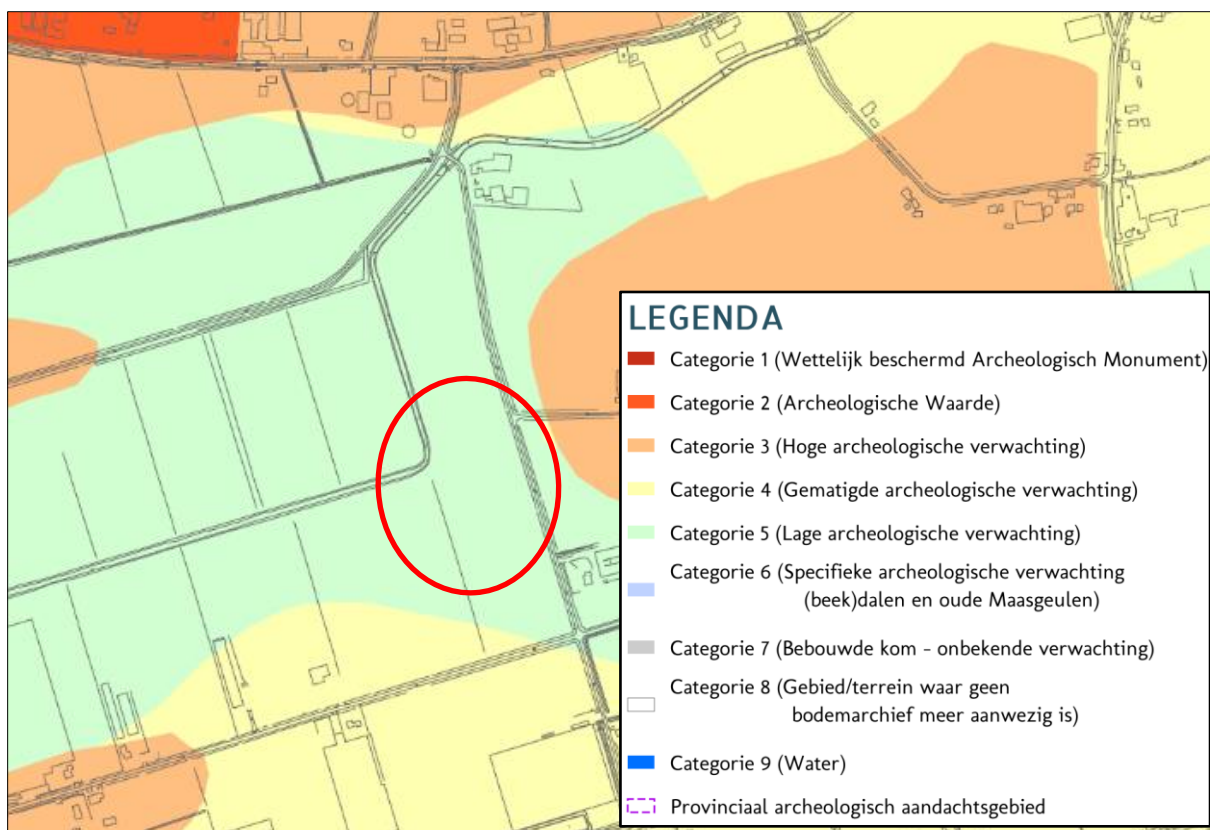 LEGENDA
Categorie 1 (Wettelijk beschermd Archeologisch Monument)
Categorie 2 (Archeologische Waarde)
Categorie 3 (Hoge archeologische verwachting)
Categorie 4 (Gematigde archeologische verwachting)
Categorie 5 (Lage archeologische verwachting)
Categorie 6 (Specifieke archeologische verwachting
(beek)dalen en oude Maasgeulen)
Categorie 7 (Bebouwde kom - onbekende verwachting)
Categorie 8 (Gebied/terrein waar geen
bodemarchief meer aanwezig is)
Categorie 9 (Water)
Provinciaal archeologisch aandachtsgebied